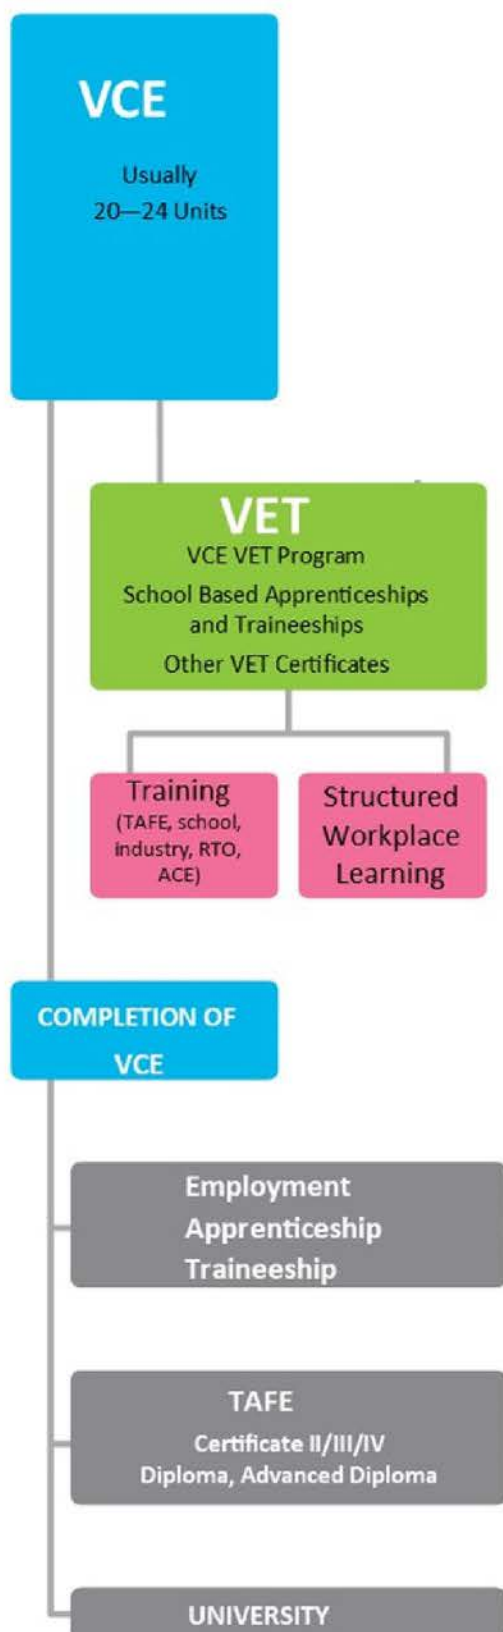 VCE
Usually
20—24 Units
VET
VCE VET Program
School Based Apprenticeships
and Traineeships
Other VET Certificates
Training
(TAFE, school,
industry, RTO,
ACE)
Structured
Workplace
Learning
COMPLETION OF
VCE
Employment
Apprenticeship
Traineeship
TAFE
Certificate II/III/IV
Diploma, Advanced Diploma
UNIVERSITY